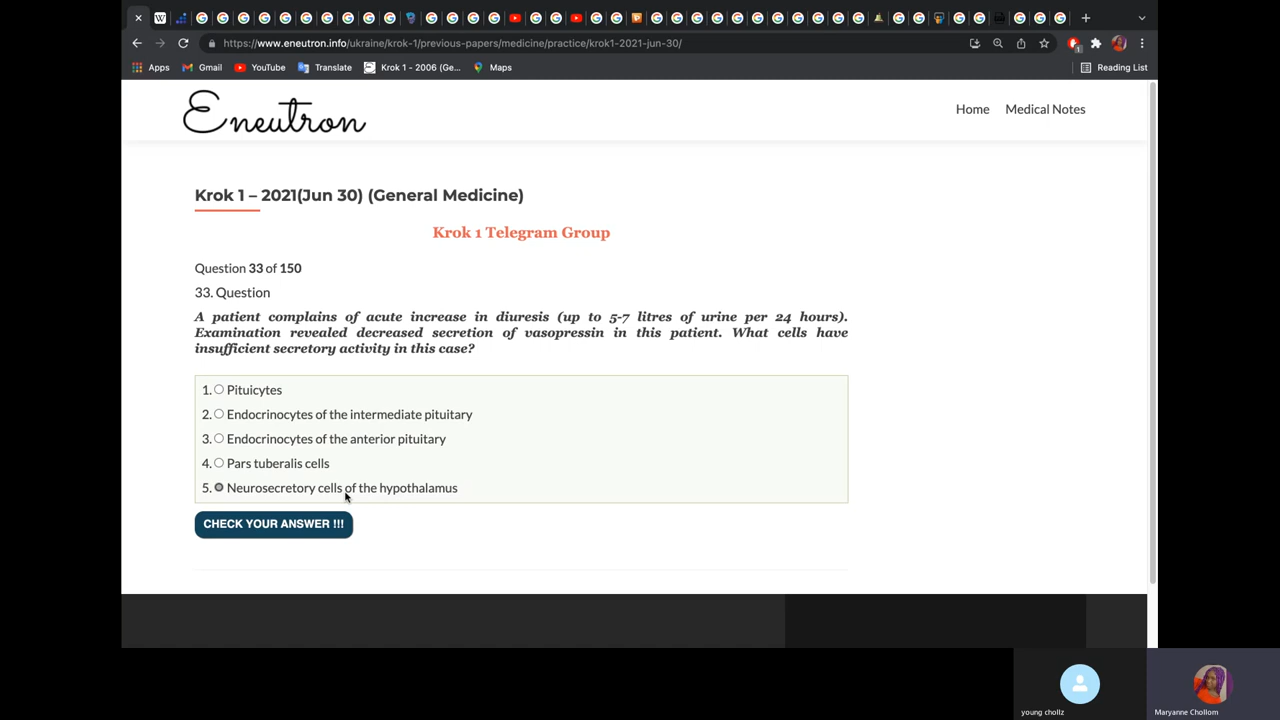 https://www.eneutron.info/ukraine/krok-1/previous-papers/medicine/practice/krok1-2021-jun-30/
1
Apps Gmail YouTube Translate Krok 1 - 2006 (Ge... Maps Reading List
Eneutron
Home Medical Notes
Krok 1 – 2021(Jun 30) (General Medicine)
Krok 1 Telegram Group
Question 33 of 150
33. Question
A patient complains of acute increase in diuresis (up to 5-7 litres of urine per 24 hours).
Examination revealed decreased secretion of vasopressin in this patient. What cells have
insufficient secretory activity in this case?
1. Pituicytes
2. Endocrinocytes of the intermediate pituitary
3. Endocrinocytes of the anterior pituitary
4. Pars tuberalis cells
5. Neurosecretory cells of the hypothalamus
CHECK YOUR ANSWER !!!
young chollz
Maryanne Chollom